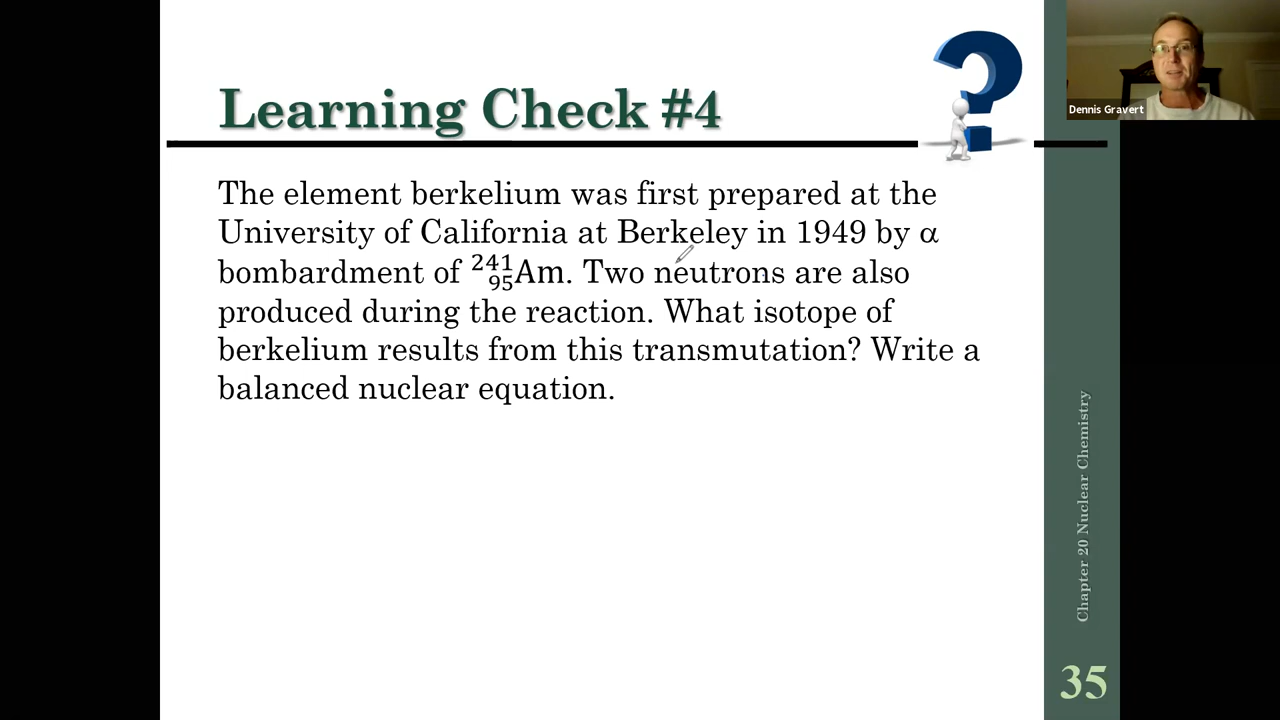 Learning Check #4
Dennis Gravert
The element berkelium was first prepared at the
University of California at Berkeley in 1949 by α
bombardment of ²⁴¹₉₅Am. Two neutrons are also
produced during the reaction. What isotope of
berkelium results from this transmutation? Write a
balanced nuclear equation.
Chapter 20 Nuclear Chemistry
35